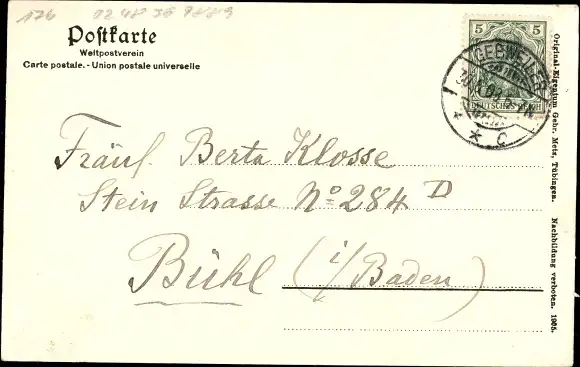 126
Postkarte
Weltpostverein
Carte postale. - Union postale universelle
5 5
GEBWEILER
DEUTSCHES REICH
* C
Fräul. Berta Klosse
Stein Strasse No 284 D
Bühl (i/Baden)
Original-Eigentum Gebr. Metz, Tübingen. Nachbildung verboten. 1905.